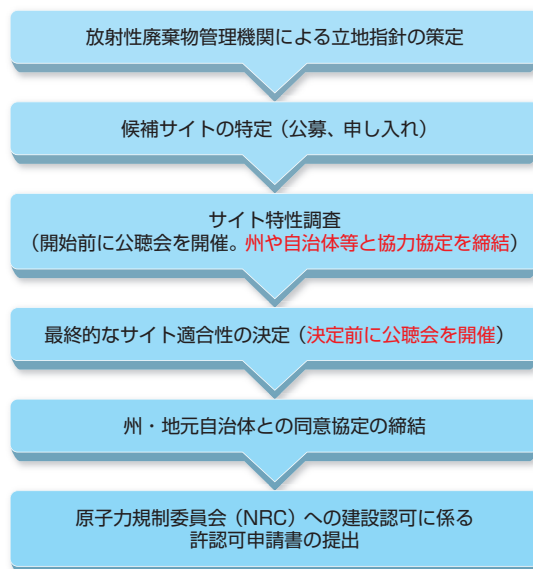 放射性廃棄物管理機関による立地指針の策定
候補サイトの特定（公募、申し入れ）
サイト特性調査
（開始前に公聴会を開催。州や自治体等と協力協定を締結）
最終的なサイト適合性の決定（決定前に公聴会を開催）
州・地元自治体との同意協定の締結
原子力規制委員会（NRC）への建設認可に係る
許認可申請書の提出